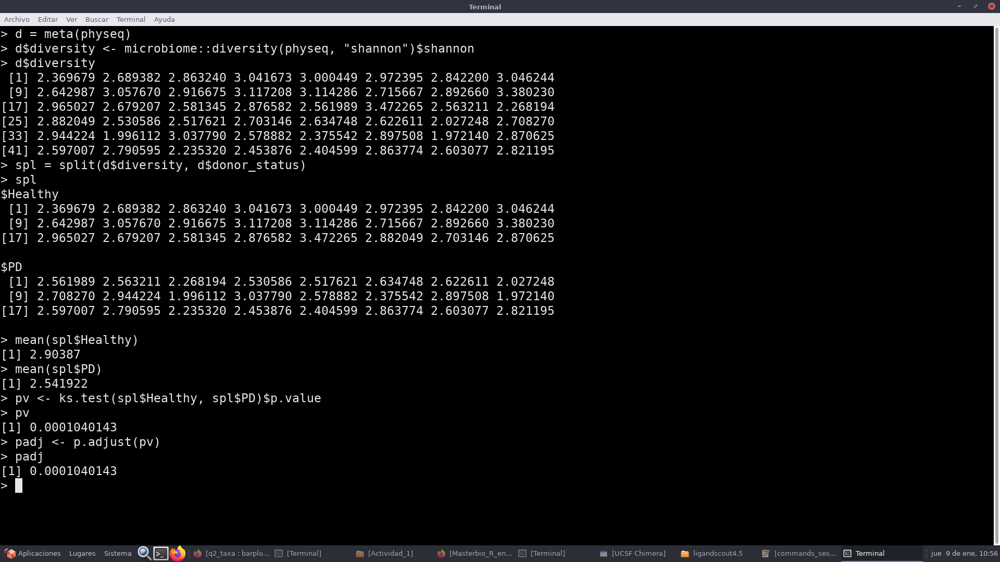 Terminal
Archivo Editar Ver Buscar Terminal Ayuda
> d = meta(physeq)
> d$diversity <- microbiome::diversity(physeq, "shannon")$shannon
> d$diversity
[1] 2.369679 2.689382 2.863240 3.041673 3.000449 2.972395 2.842200 3.046244
[9] 2.642987 3.057670 2.916675 3.117208 3.114286 2.715667 2.892660 3.380230
[17] 2.965027 2.679207 2.581345 2.876582 2.561989 3.472265 2.563211 2.268194
[25] 2.882049 2.530586 2.517621 2.703146 2.634748 2.622611 2.027248 2.708270
[33] 2.944224 1.996112 3.037790 2.578882 2.375542 2.897508 1.972140 2.870625
[41] 2.597007 2.790595 2.235320 2.453876 2.404599 2.863774 2.603077 2.821195
> spl = split(d$diversity, d$donor_status)
> spl
$Healthy
[1] 2.369679 2.689382 2.863240 3.041673 3.000449 2.972395 2.842200 3.046244
[9] 2.642987 3.057670 2.916675 3.117208 3.114286 2.715667 2.892660 3.380230
[17] 2.965027 2.679207 2.581345 2.876582 3.472265 2.882049 2.703146 2.870625
$PD
[1] 2.561989 2.563211 2.268194 2.530586 2.517621 2.634748 2.622611 2.027248
[9] 2.708270 2.944224 1.996112 3.037790 2.578882 2.375542 2.897508 1.972140
[17] 2.597007 2.790595 2.235320 2.453876 2.404599 2.863774 2.603077 2.821195
> mean(spl$Healthy)
[1] 2.90387
> mean(spl$PD)
[1] 2.541922
> pv <- ks.test(spl$Healthy, spl$PD)$p.value
> pv
[1] 0.0001040143
> padj <- p.adjust(pv)
> padj
[1] 0.0001040143
>
Aplicaciones Lugares Sistema [q2_taxa : barplo... [Terminal] [Actividad_1] [Masterbio_R_en... [Terminal] [UCSF Chimera] ligandscout4.5 [commands_ses... Terminal jue 9 de ene, 10:56